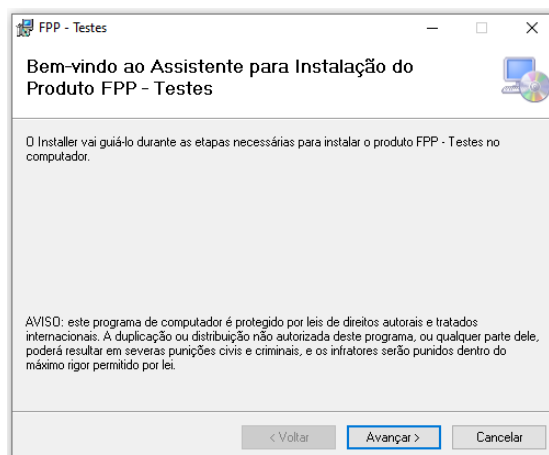 FPP - Testes
Bem-vindo ao Assistente para Instalação do
Produto FPP - Testes
O Installer vai guiá-lo durante as etapas necessárias para instalar o produto FPP - Testes no
computador.
AVISO: este programa de computador é protegido por leis de direitos autorais e tratados
internacionais. A duplicação ou distribuição não autorizada deste programa, ou qualquer parte dele,
poderá resultar em severas punições civis e criminais, e os infratores serão punidos dentro do
máximo rigor permitido por lei.
< Voltar Avançar > Cancelar